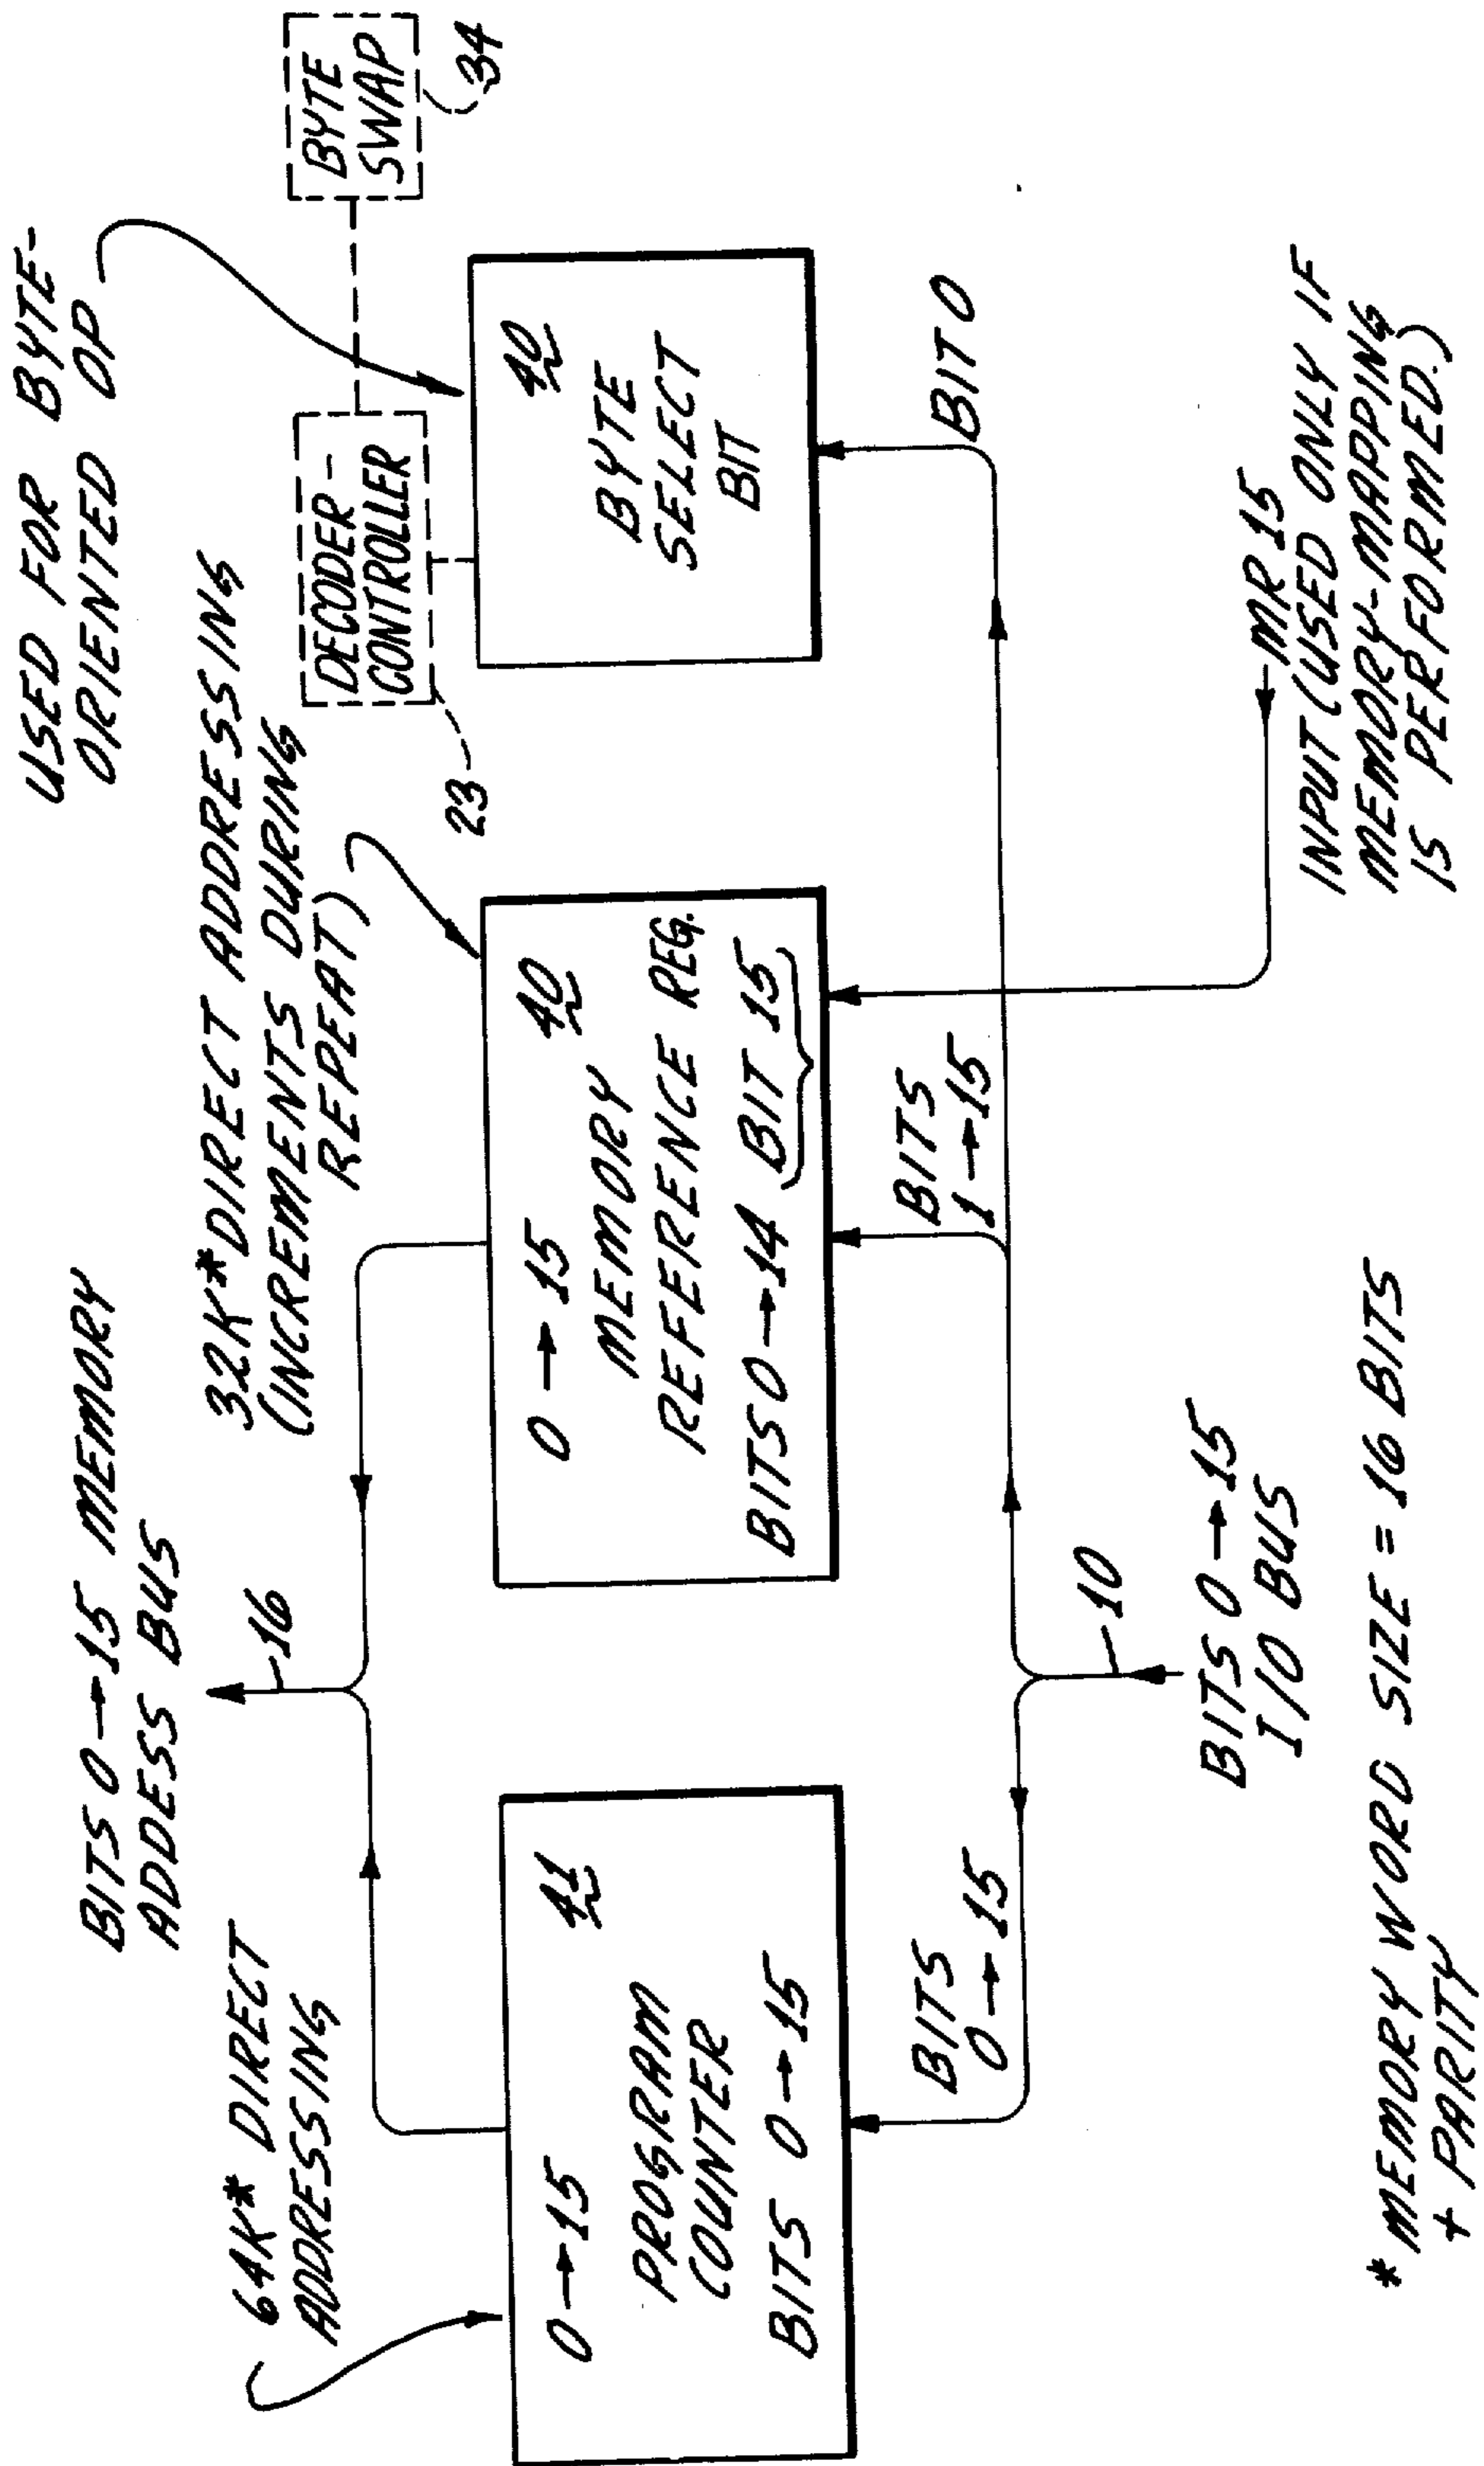 USED FOR BYTE-
ORIENTED OP
BITS 0→15 MEMORY
ADDRESS BUS
16
32K* DIRECT ADDRESSING
(INCREMENTS DURING
REPEAT)
64K* DIRECT
ADDRESSING
DECODER-
CONTROLLER
23
BYTE
SWAP
34
0→15
41
PROGRAM
COUNTER
BITS 0→15
0→15
40
MEMORY
REFERENCE REG.
BITS 0→14 BIT 15
40
BYTE
SELECT
BIT
BITS
0→15
BITS
1→15
BIT 0
10
BITS 0→15
I/O BUS
MR 15
INPUT (USED ONLY IF
MEMORY-MAPPING
IS PERFORMED.)
* MEMORY WORD SIZE = 16 BITS
+ PARITY